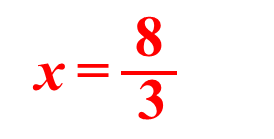 x = 8/3